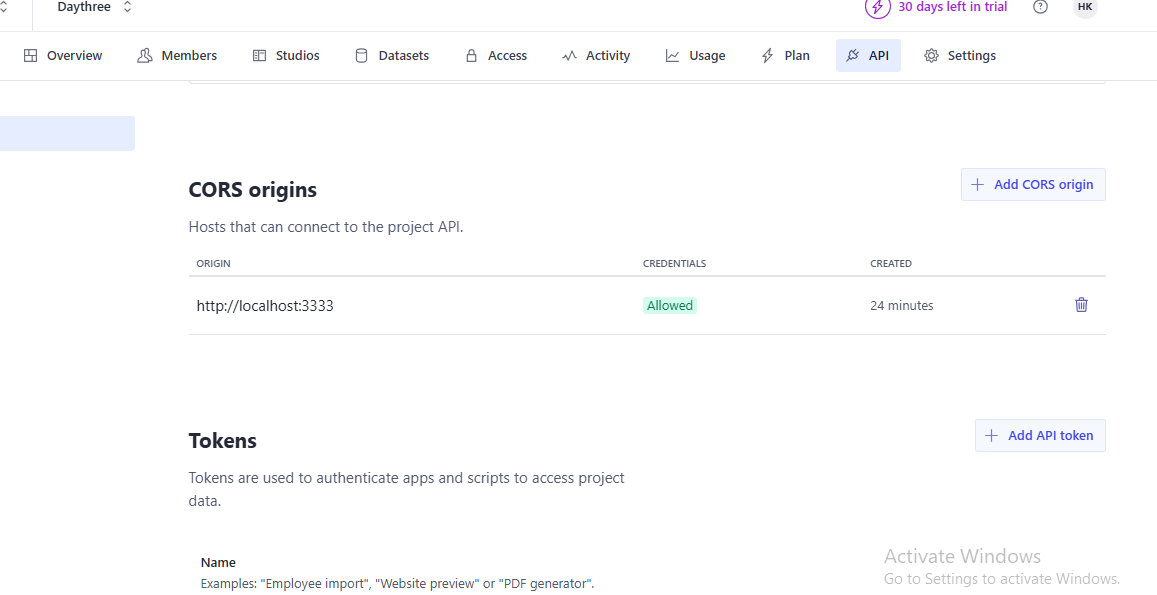 Daythree
30 days left in trial
HK
Overview
Members
Studios
Datasets
Access
Activity
Usage
Plan
API
Settings
CORS origins
Add CORS origin
Hosts that can connect to the project API.
ORIGIN CREDENTIALS CREATED
http://localhost:3333 Allowed 24 minutes
Tokens
Add API token
Tokens are used to authenticate apps and scripts to access project
data.
Name
Examples: "Employee import", "Website preview" or "PDF generator".
Activate Windows
Go to Settings to activate Windows.